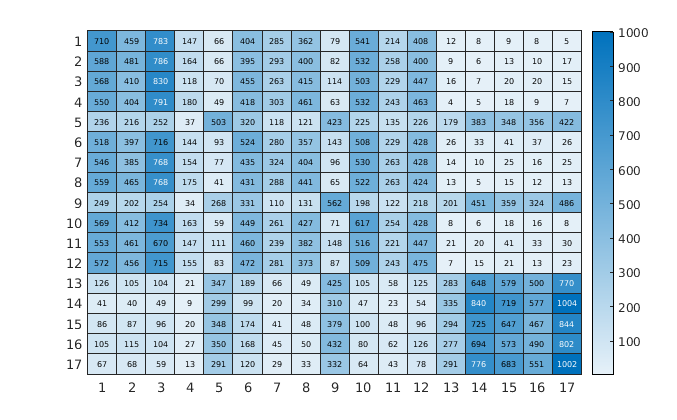 1000
1 710 459 783 147 66 404 285 362 79 541 214 408 12 8 9 8 5
900
2 588 481 786 164 66 395 293 400 82 532 258 400 9 6 13 10 17
3 568 410 830 118 70 455 263 415 114 503 229 447 16 7 20 20 15
800
4 550 404 791 180 49 418 303 461 63 532 243 463 4 5 18 9 7
5 236 216 252 37 503 320 118 121 423 225 135 226 179 383 348 356 422
700
6 518 397 716 144 93 524 280 357 143 508 229 428 26 33 41 37 26
600
7 546 385 768 154 77 435 324 404 96 530 263 428 14 10 25 16 25
8 559 465 768 175 41 431 288 441 65 522 263 424 13 5 15 12 13
500
9 249 202 254 34 268 331 110 131 562 198 122 218 201 451 359 324 486
400
10 569 412 734 163 59 449 261 427 71 617 254 428 8 6 18 16 8
11 553 461 670 147 111 460 239 382 148 516 221 447 21 20 41 33 30
300
12 572 456 715 155 83 472 281 373 87 509 243 475 7 15 21 13 23
13 126 105 104 21 347 189 66 49 425 105 58 125 283 648 579 500 770
200
14 41 40 49 9 299 99 20 34 310 47 23 54 335 840 719 577 1004
15 86 87 96 20 348 174 41 48 379 100 48 96 294 725 647 467 844
100
16 105 115 104 27 350 168 45 50 432 80 62 126 277 694 573 490 802
17 67 68 59 13 291 120 29 33 332 64 43 78 291 776 683 551 1002
1 2 3 4 5 6 7 8 9 10 11 12 13 14 15 16 17